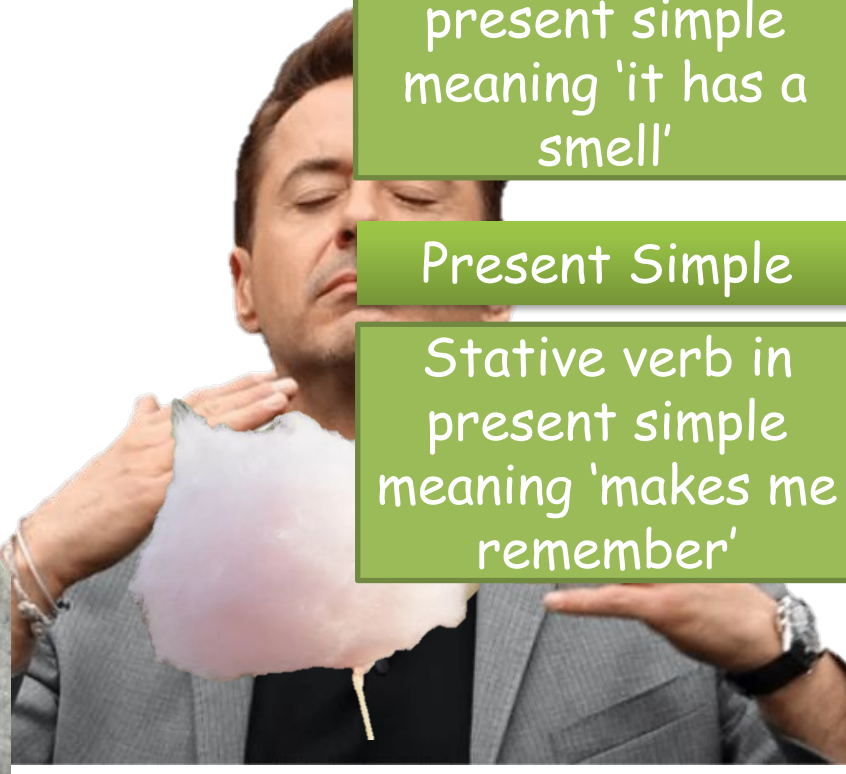 present simple
meaning ‘it has a
smell’
Present Simple
Stative verb in
present simple
meaning ‘makes me
remember’